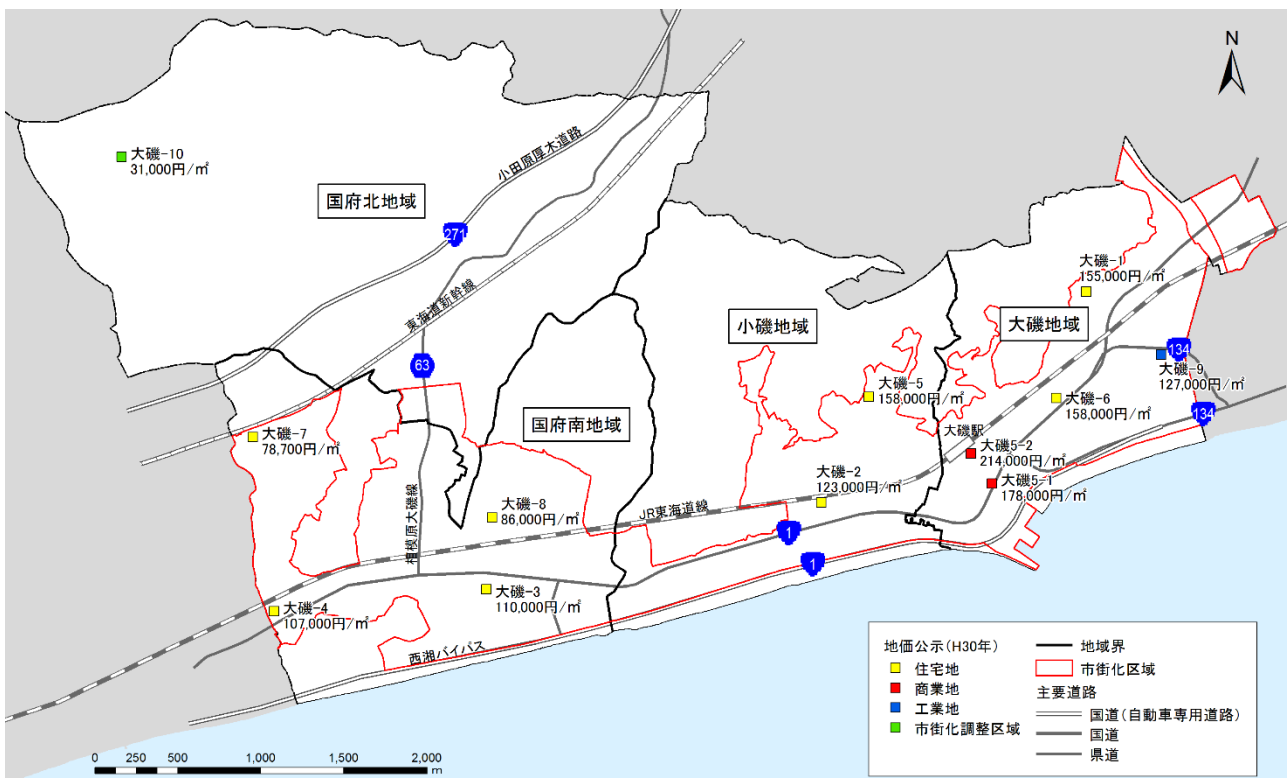 N
大磯-10
31,000円/㎡
国府北地域
小田原厚木道路
271
東海道新幹線
大磯-1
155,000円/㎡
小磯地域
大磯地域
63
134
大磯-9
127,000円/㎡
大磯-5
158,000円/㎡
大磯-6
158,000円/㎡
134
国府南地域
大磯駅
大磯-7
78,700円/㎡
大磯5-2
214,000円/㎡
大磯-2
123,000円/㎡
大磯5-1
178,000円/㎡
相模原大磯線
大磯-8
86,000円/㎡
JR東海道線
1
1
大磯-3
110,000円/㎡
大磯-4
107,000円/㎡
西湘バイパス
地価公示(H30年)
住宅地
商業地
工業地
市街化調整区域
地域界
市街化区域
主要道路
国道(自動車専用道路)
国道
県道
0 250 500 1,000 1,500 2,000
m